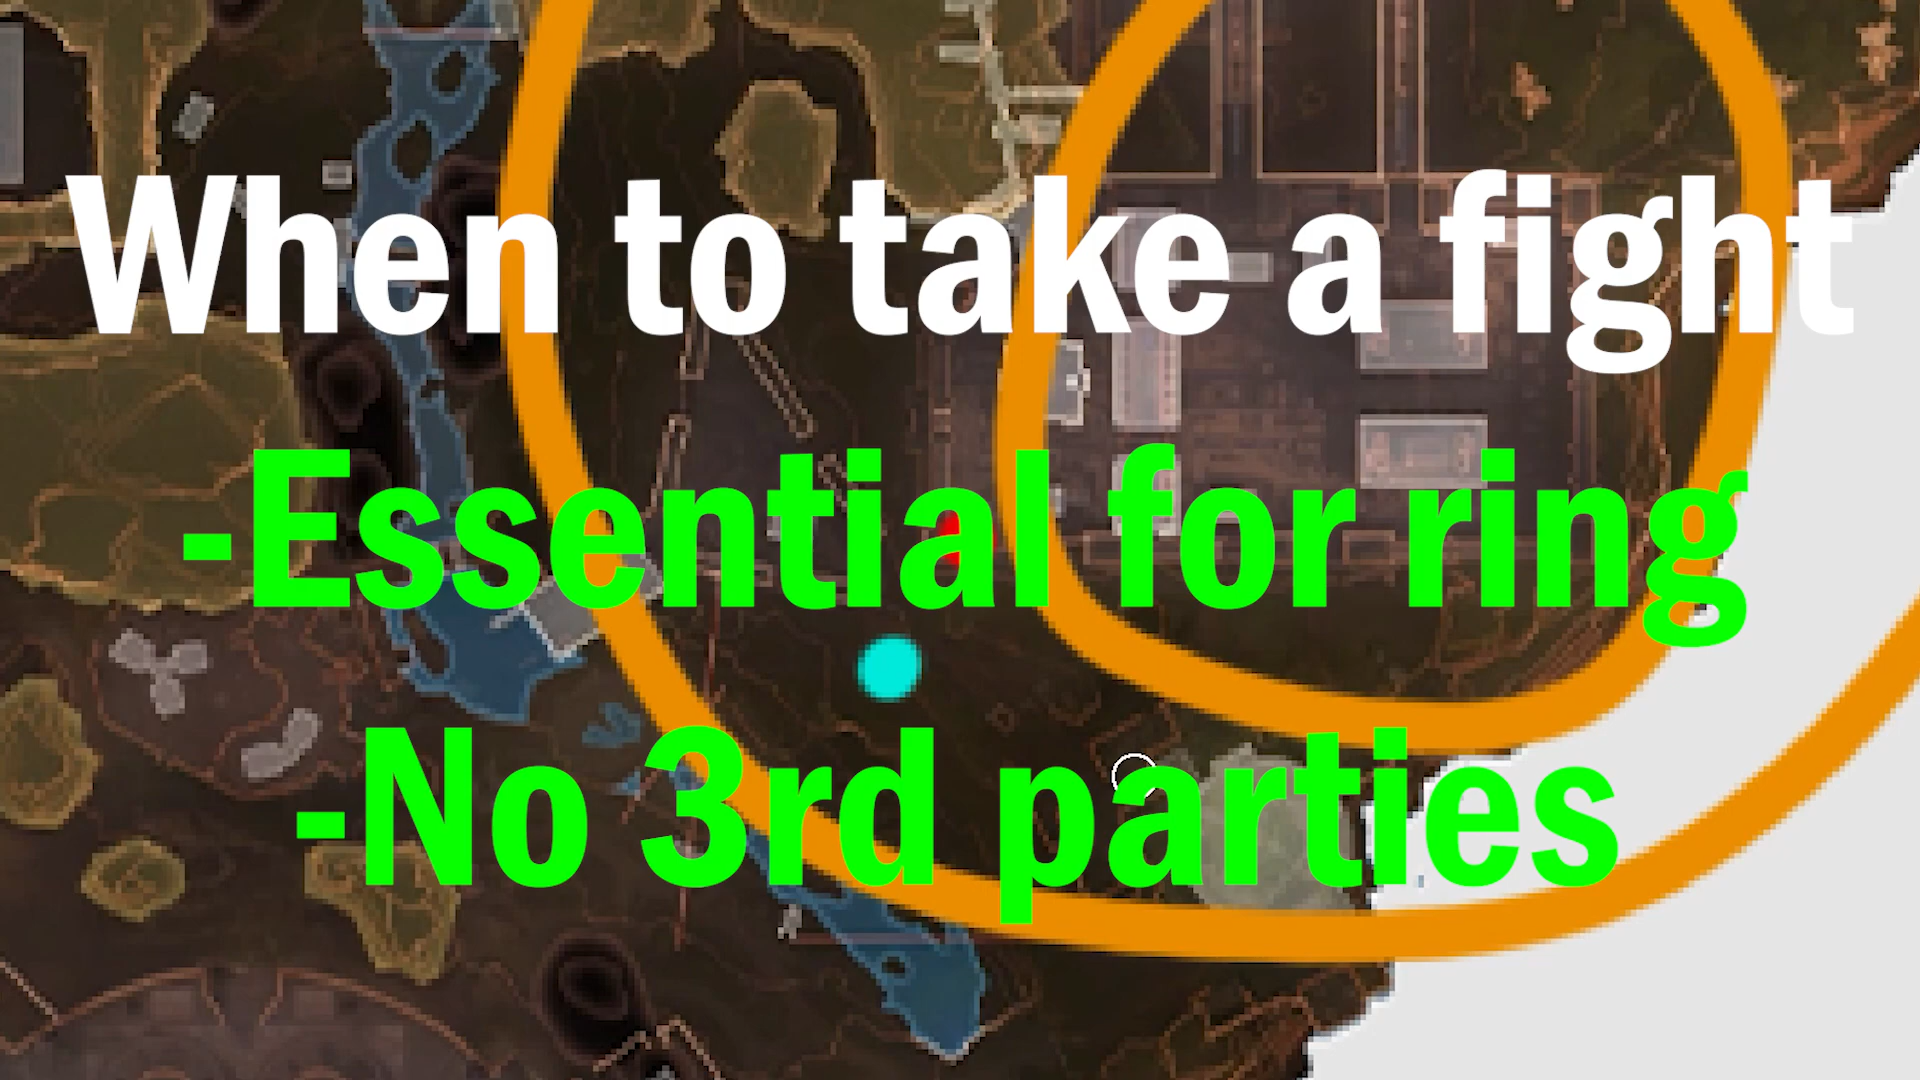 When to take a fight
-Essential for ring
-No 3rd parties